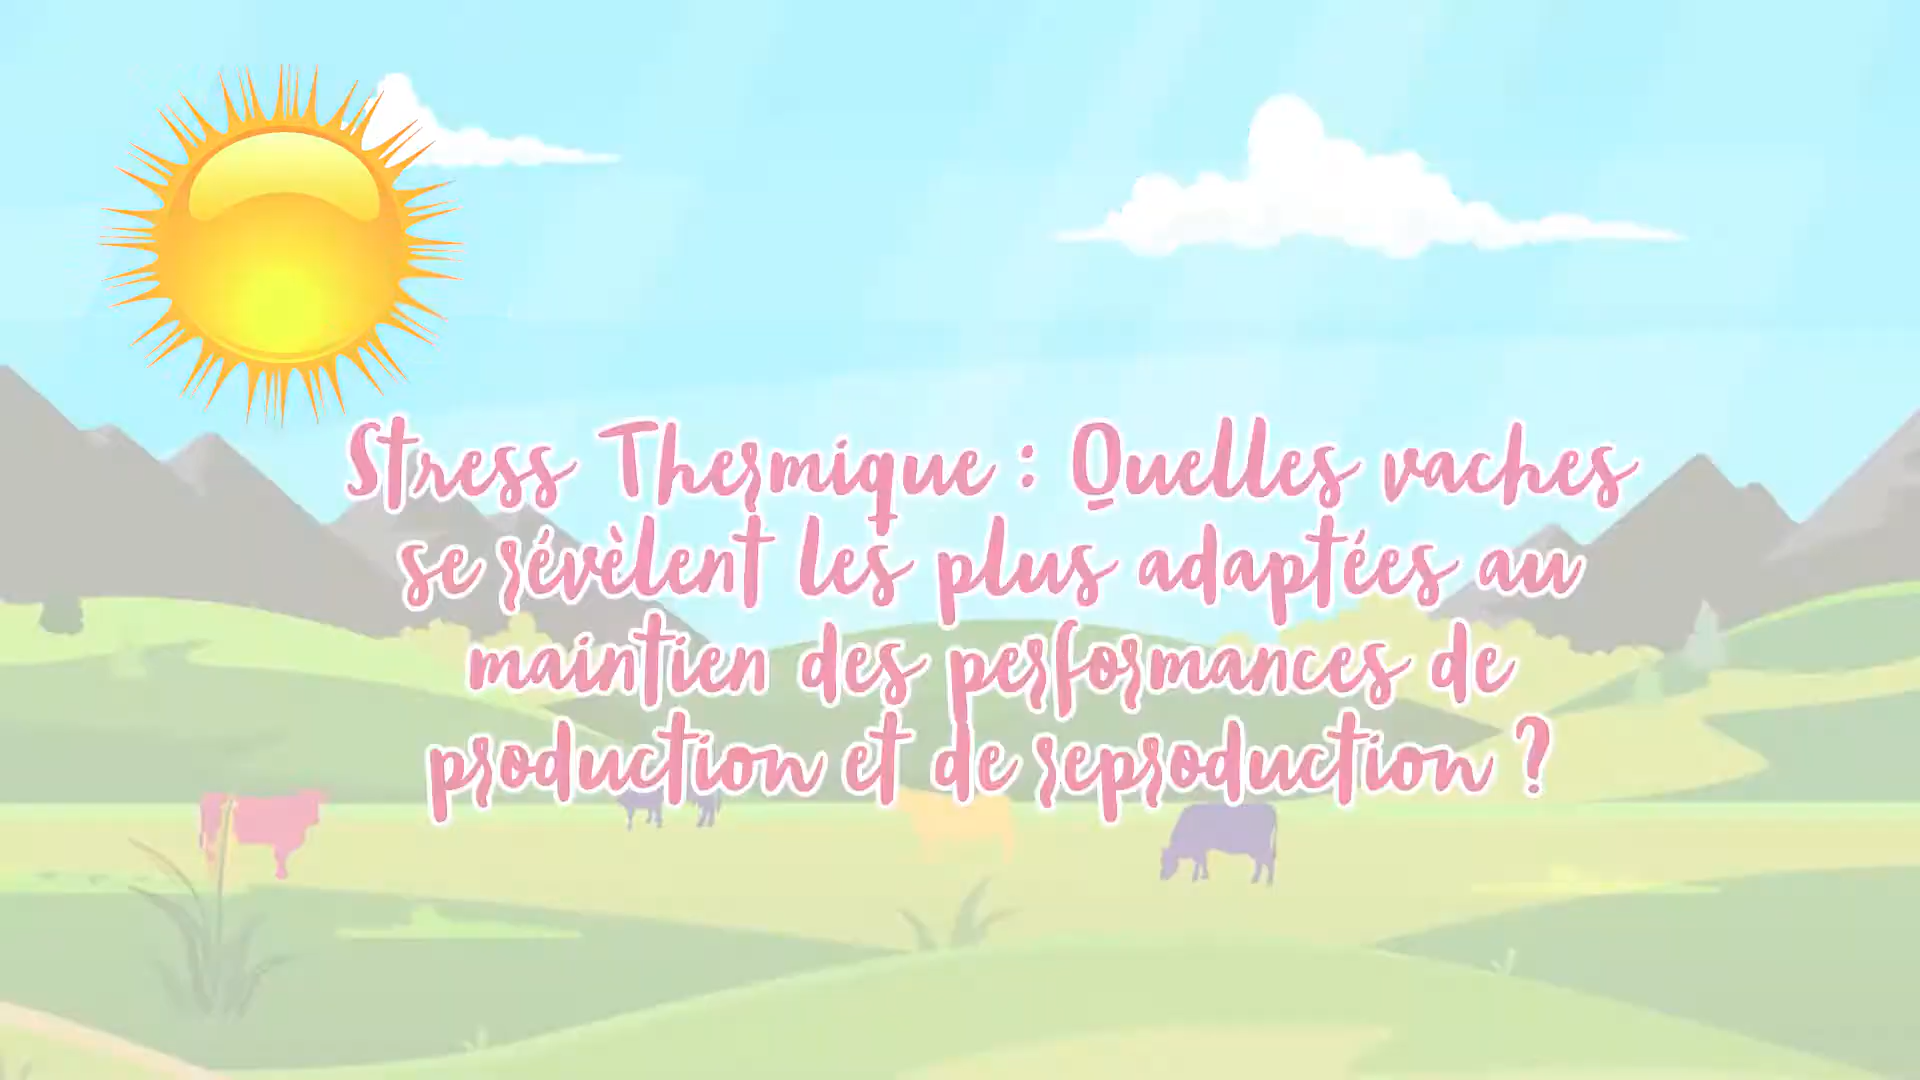 Stress Thermique : Quelles vaches
se révèlent les plus adaptées au
maintien des performances de
production et de reproduction ?